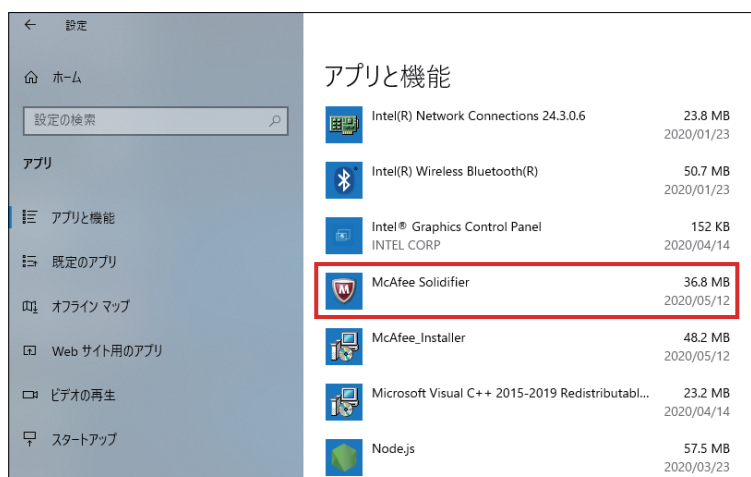 設定
ホーム
設定の検索
アプリ
アプリと機能
既定のアプリ
オフライン マップ
Web サイト用のアプリ
ビデオの再生
スタートアップ
アプリと機能
Intel(R) Network Connections 24.3.0.6 23.8 MB
2020/01/23
Intel(R) Wireless Bluetooth(R) 50.7 MB
2020/01/23
Intel® Graphics Control Panel 152 KB
INTEL CORP 2020/04/14
McAfee Solidifier 36.8 MB
2020/05/12
McAfee_Installer 48.2 MB
2020/05/12
Microsoft Visual C++ 2015-2019 Redistributabl... 23.2 MB
2020/04/14
Node.js 57.5 MB
2020/03/23